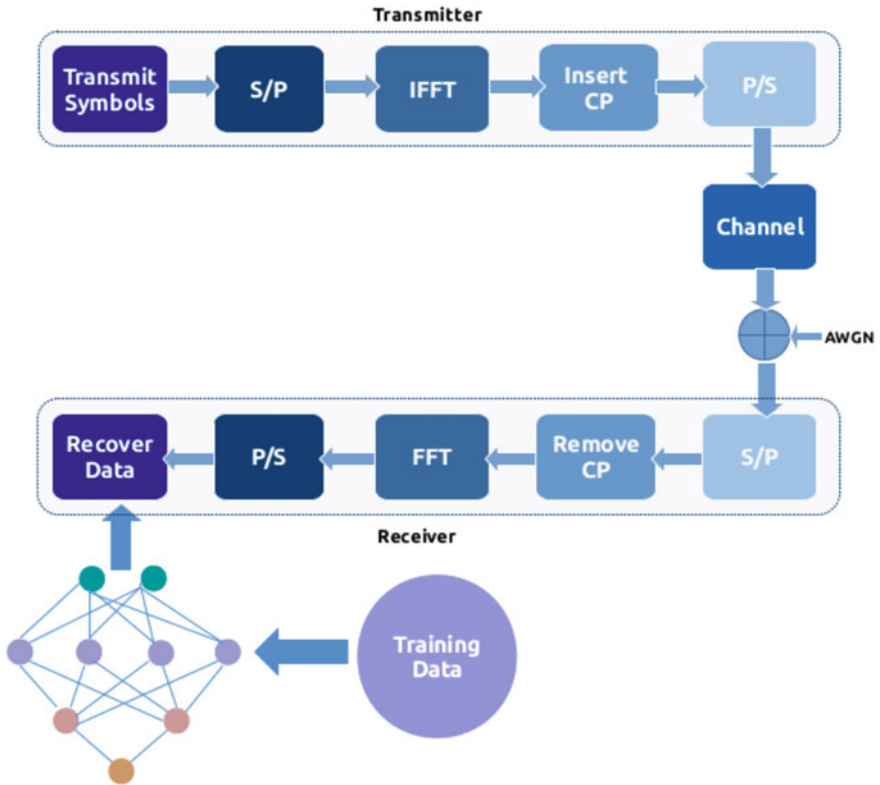 Transmitter
Transmit
Symbols
S/P
IFFT
Insert
CP
P/S
Channel
AWGN
Recover
Data
P/S
FFT
Remove
CP
S/P
Receiver
Training
Data